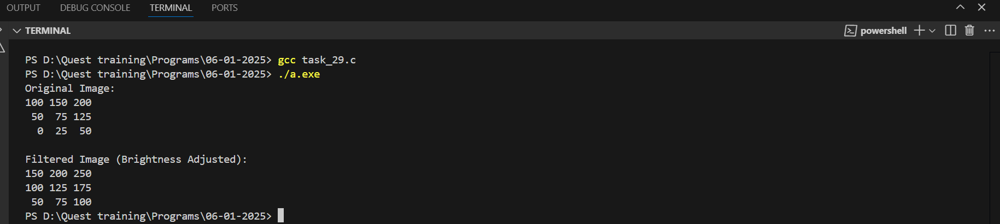 OUTPUT DEBUG CONSOLE TERMINAL PORTS
TERMINAL powershell
PS D:\Quest training\Programs\06-01-2025> gcc task_29.c
PS D:\Quest training\Programs\06-01-2025> ./a.exe
Original Image:
100 150 200
 50  75 125
  0  25  50

Filtered Image (Brightness Adjusted):
150 200 250
100 125 175
 50  75 100
PS D:\Quest training\Programs\06-01-2025>